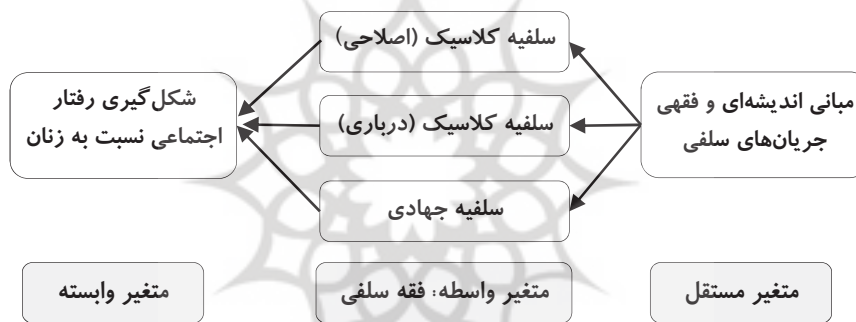 مبانی اندیشه‌ای و فقهی
جریان‌های سلفی
سلفیه کلاسیک (اصلاحی)
سلفیه کلاسیک (درباری)
سلفیه جهادی
شکل‌گیری رفتار
اجتماعی نسبت به زنان
متغیر مستقل
متغیر واسطه: فقه سلفی
متغیر وابسته